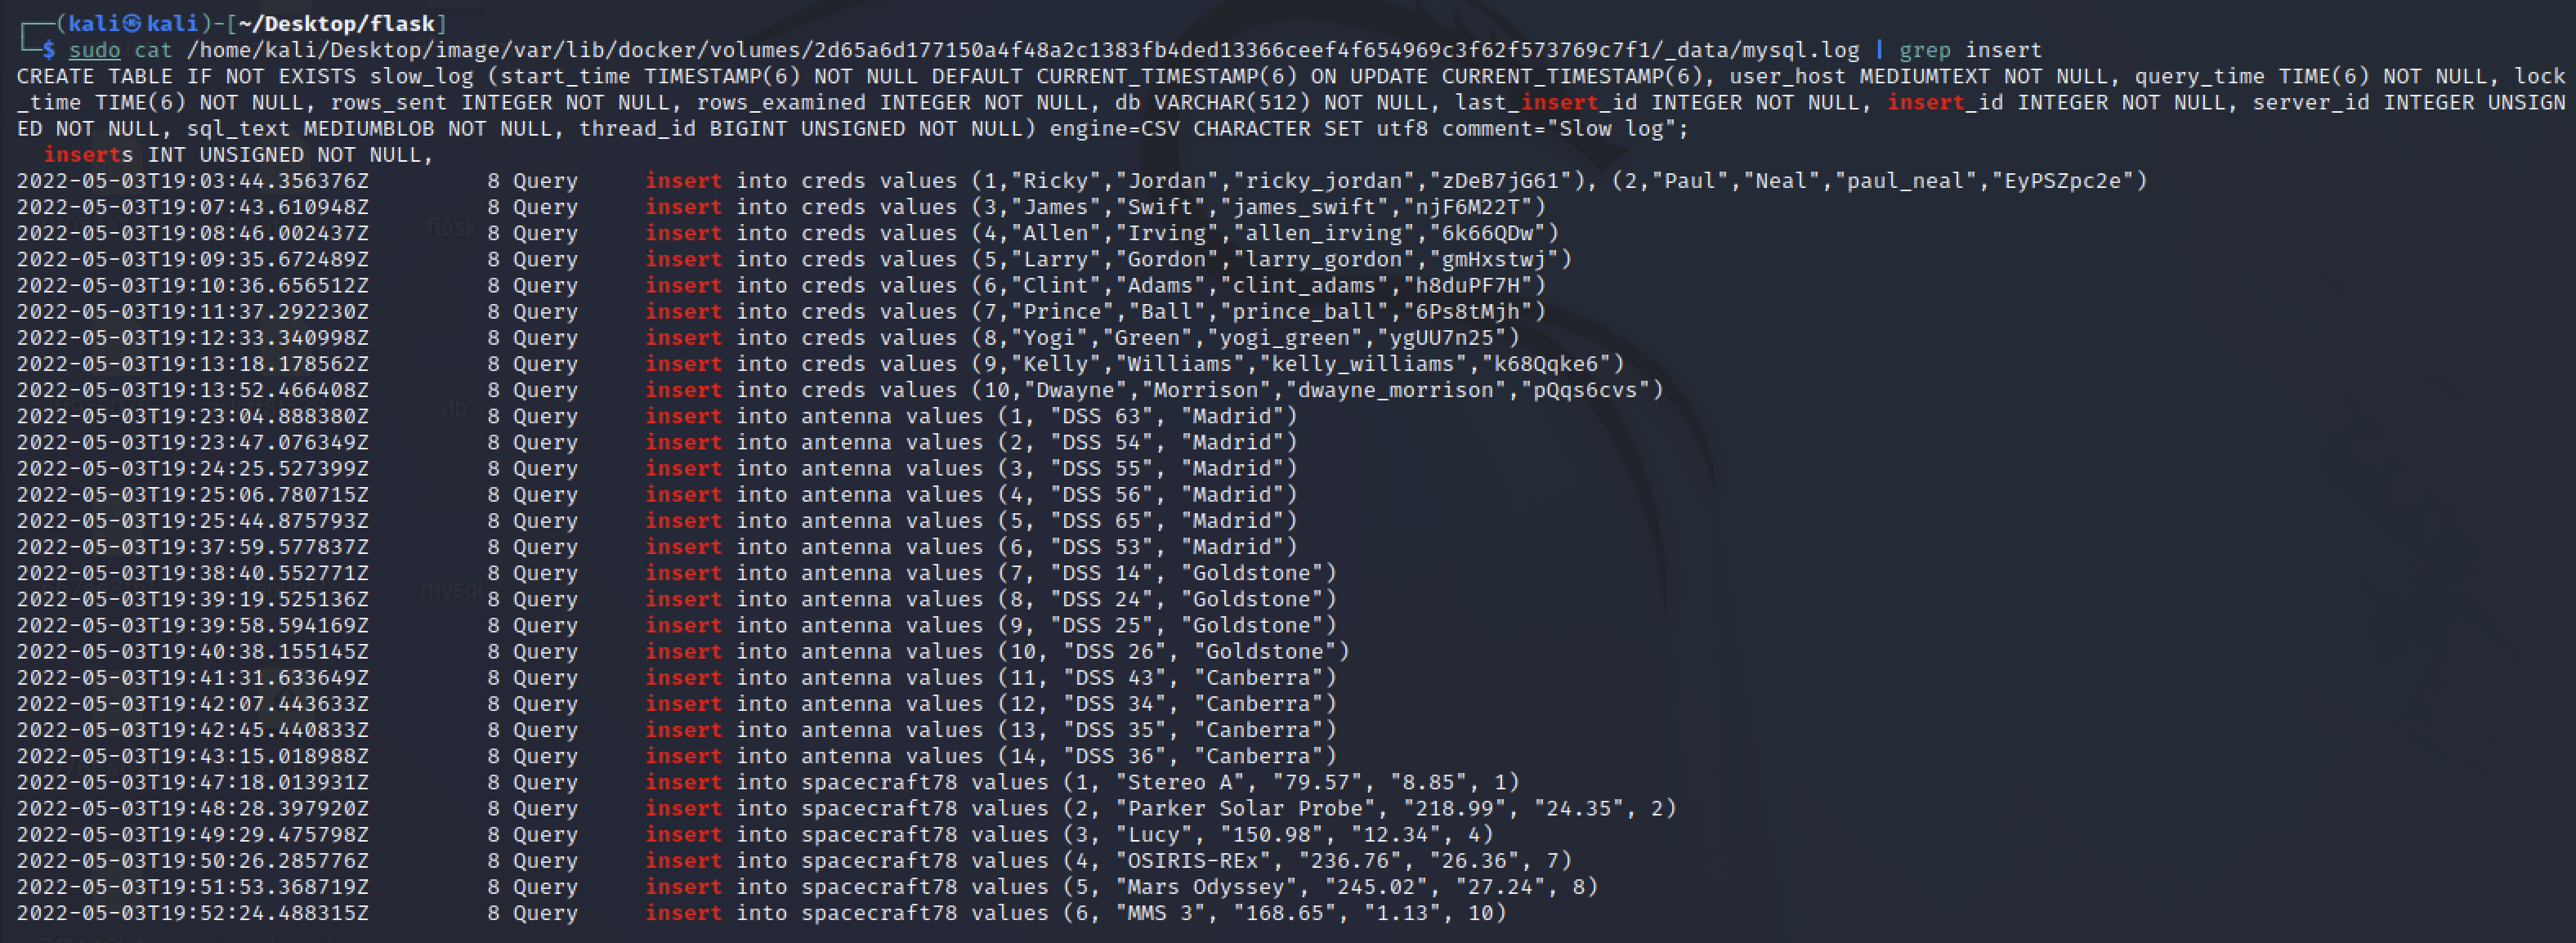 ┌──(kali㉿kali)-[~/Desktop/flask]
└─$ sudo cat /home/kali/Desktop/image/var/lib/docker/volumes/2d65a6d177150a4f48a2c1383fb4ded13366ceef4f654969c3f62f573769c7f1/_data/mysql.log | grep insert
CREATE TABLE IF NOT EXISTS slow_log (start_time TIMESTAMP(6) NOT NULL DEFAULT CURRENT_TIMESTAMP(6) ON UPDATE CURRENT_TIMESTAMP(6), user_host MEDIUMTEXT NOT NULL, query_time TIME(6) NOT NULL, lock
_time TIME(6) NOT NULL, rows_sent INTEGER NOT NULL, rows_examined INTEGER NOT NULL, db VARCHAR(512) NOT NULL, last_insert_id INTEGER NOT NULL, insert_id INTEGER NOT NULL, server_id INTEGER UNSIGN
ED NOT NULL, sql_text MEDIUMBLOB NOT NULL, thread_id BIGINT UNSIGNED NOT NULL) engine=CSV CHARACTER SET utf8 comment="Slow log";
  inserts INT UNSIGNED NOT NULL,
2022-05-03T19:03:44.356376Z         8 Query     insert into creds values (1,"Ricky","Jordan","ricky_jordan","zDeB7jG61"), (2,"Paul","Neal","paul_neal","EyPSZpc2e")
2022-05-03T19:07:43.610948Z         8 Query     insert into creds values (3,"James","Swift","james_swift","njF6M22T")
2022-05-03T19:08:46.002437Z         8 Query     insert into creds values (4,"Allen","Irving","allen_irving","6k66QDw")
2022-05-03T19:09:35.672489Z         8 Query     insert into creds values (5,"Larry","Gordon","larry_gordon","gmHxstwj")
2022-05-03T19:10:36.656512Z         8 Query     insert into creds values (6,"Clint","Adams","clint_adams","h8duPF7H")
2022-05-03T19:11:37.292230Z         8 Query     insert into creds values (7,"Prince","Ball","prince_ball","6Ps8tMjh")
2022-05-03T19:12:33.340998Z         8 Query     insert into creds values (8,"Yogi","Green","yogi_green","ygUU7n25")
2022-05-03T19:13:18.178562Z         8 Query     insert into creds values (9,"Kelly","Williams","kelly_williams","k68Qqke6")
2022-05-03T19:13:52.466408Z         8 Query     insert into creds values (10,"Dwayne","Morrison","dwayne_morrison","pQqs6cvs")
2022-05-03T19:23:04.888380Z         8 Query     insert into antenna values (1, "DSS 63", "Madrid")
2022-05-03T19:23:47.076349Z         8 Query     insert into antenna values (2, "DSS 54", "Madrid")
2022-05-03T19:24:25.527399Z         8 Query     insert into antenna values (3, "DSS 55", "Madrid")
2022-05-03T19:25:06.780715Z         8 Query     insert into antenna values (4, "DSS 56", "Madrid")
2022-05-03T19:25:44.875793Z         8 Query     insert into antenna values (5, "DSS 65", "Madrid")
2022-05-03T19:37:59.577837Z         8 Query     insert into antenna values (6, "DSS 53", "Madrid")
2022-05-03T19:38:40.552771Z         8 Query     insert into antenna values (7, "DSS 14", "Goldstone")
2022-05-03T19:39:19.525136Z         8 Query     insert into antenna values (8, "DSS 24", "Goldstone")
2022-05-03T19:39:58.594169Z         8 Query     insert into antenna values (9, "DSS 25", "Goldstone")
2022-05-03T19:40:38.155145Z         8 Query     insert into antenna values (10, "DSS 26", "Goldstone")
2022-05-03T19:41:31.633649Z         8 Query     insert into antenna values (11, "DSS 43", "Canberra")
2022-05-03T19:42:07.443633Z         8 Query     insert into antenna values (12, "DSS 34", "Canberra")
2022-05-03T19:42:45.440833Z         8 Query     insert into antenna values (13, "DSS 35", "Canberra")
2022-05-03T19:43:15.018988Z         8 Query     insert into antenna values (14, "DSS 36", "Canberra")
2022-05-03T19:47:18.013931Z         8 Query     insert into spacecraft78 values (1, "Stereo A", "79.57", "8.85", 1)
2022-05-03T19:48:28.397920Z         8 Query     insert into spacecraft78 values (2, "Parker Solar Probe", "218.99", "24.35", 2)
2022-05-03T19:49:29.475798Z         8 Query     insert into spacecraft78 values (3, "Lucy", "150.98", "12.34", 4)
2022-05-03T19:50:26.285776Z         8 Query     insert into spacecraft78 values (4, "OSIRIS-REx", "236.76", "26.36", 7)
2022-05-03T19:51:53.368719Z         8 Query     insert into spacecraft78 values (5, "Mars Odyssey", "245.02", "27.24", 8)
2022-05-03T19:52:24.488315Z         8 Query     insert into spacecraft78 values (6, "MMS 3", "168.65", "1.13", 10)
flask
db
mysql